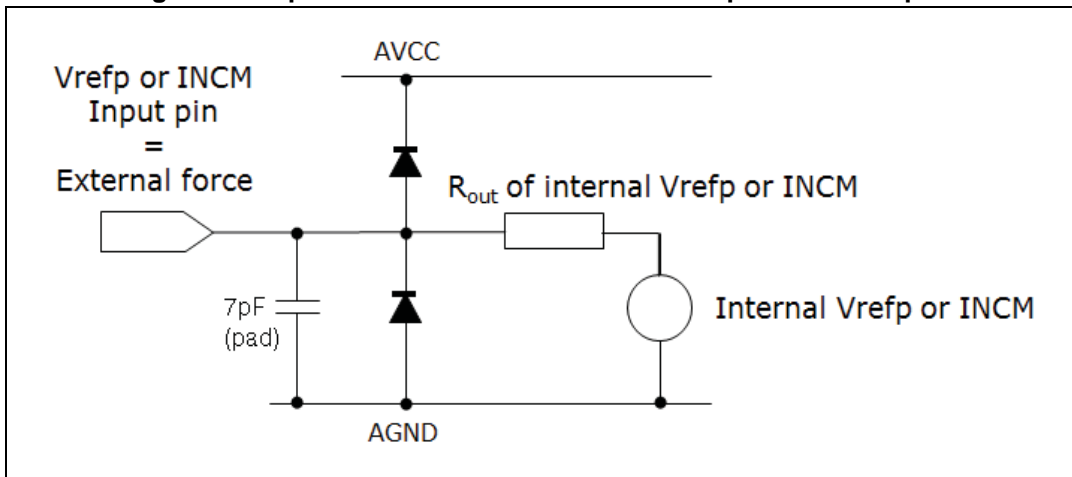 AVCC
Vrefp or INCM
Input pin
=
External force
Rout of internal Vrefp or INCM
7pF
(pad)
Internal Vrefp or INCM
AGND